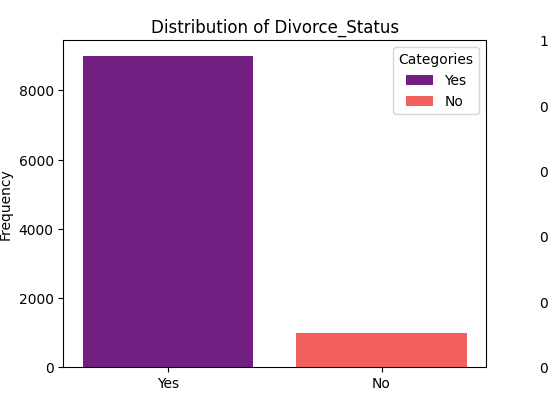 Distribution of Divorce_Status
Categories
Yes
No
Frequency
8000
6000
4000
2000
0
Yes
No
1
0
0
0
0
0